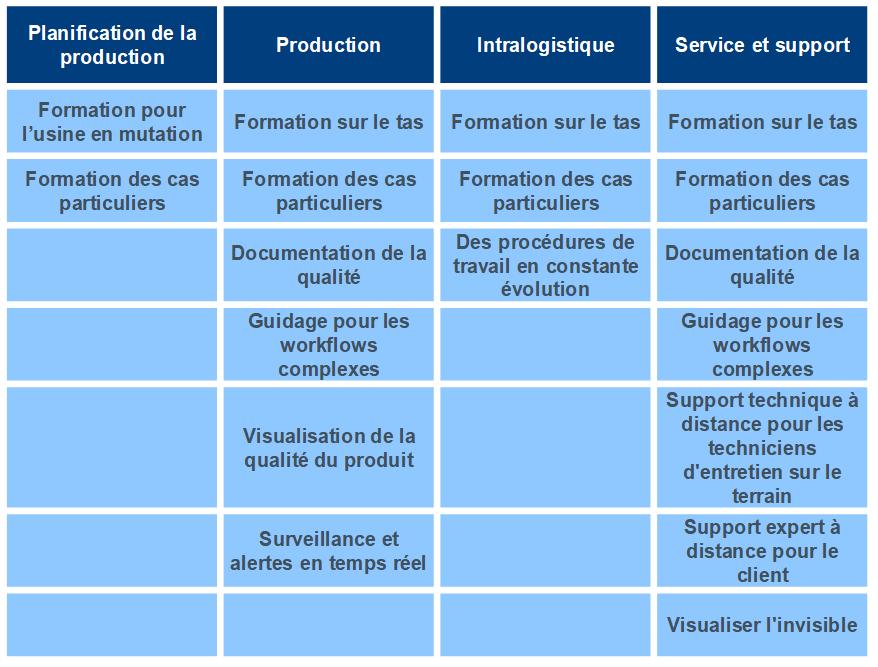 Planification de la
production
Production
Intralogistique
Service et support
Formation pour
l’usine en mutation
Formation sur le tas
Formation sur le tas
Formation sur le tas
Formation des cas
particuliers
Formation des cas
particuliers
Formation des cas
particuliers
Formation des cas
particuliers
Documentation de la
qualité
Des procédures de
travail en constante
évolution
Documentation de la
qualité
Guidage pour les
workflows
complexes
Guidage pour les
workflows
complexes
Visualisation de la
qualité du produit
Support technique à
distance pour les
techniciens
d'entretien sur le
terrain
Surveillance et
alertes en temps réel
Support expert à
distance pour le
client
Visualiser l'invisible